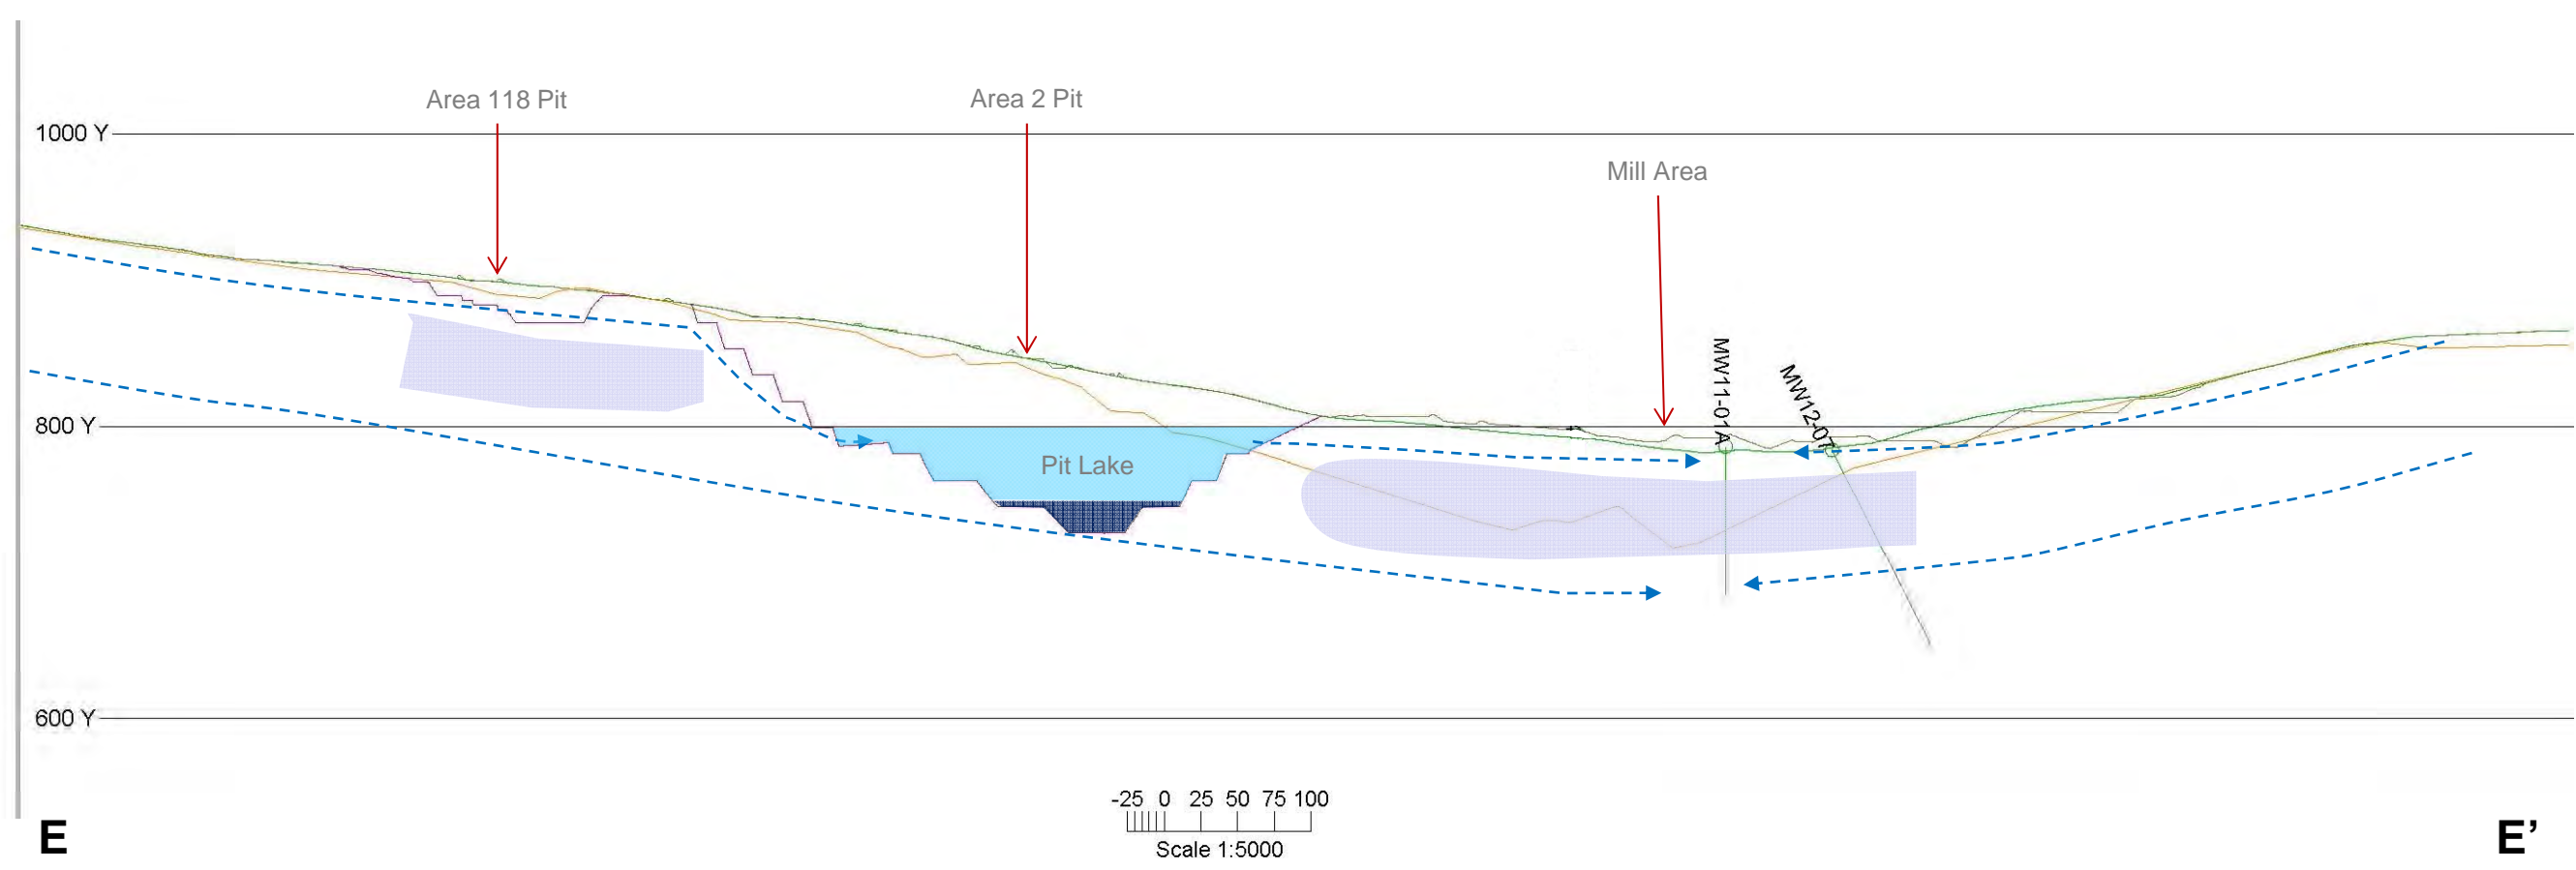 Area 118 Pit
Area 2 Pit
1000 Y
Mill Area
MW11-01A
MW12-07
800 Y
Pit Lake
600 Y
-25 0 25 50 75 100
Scale 1:5000
E
E’